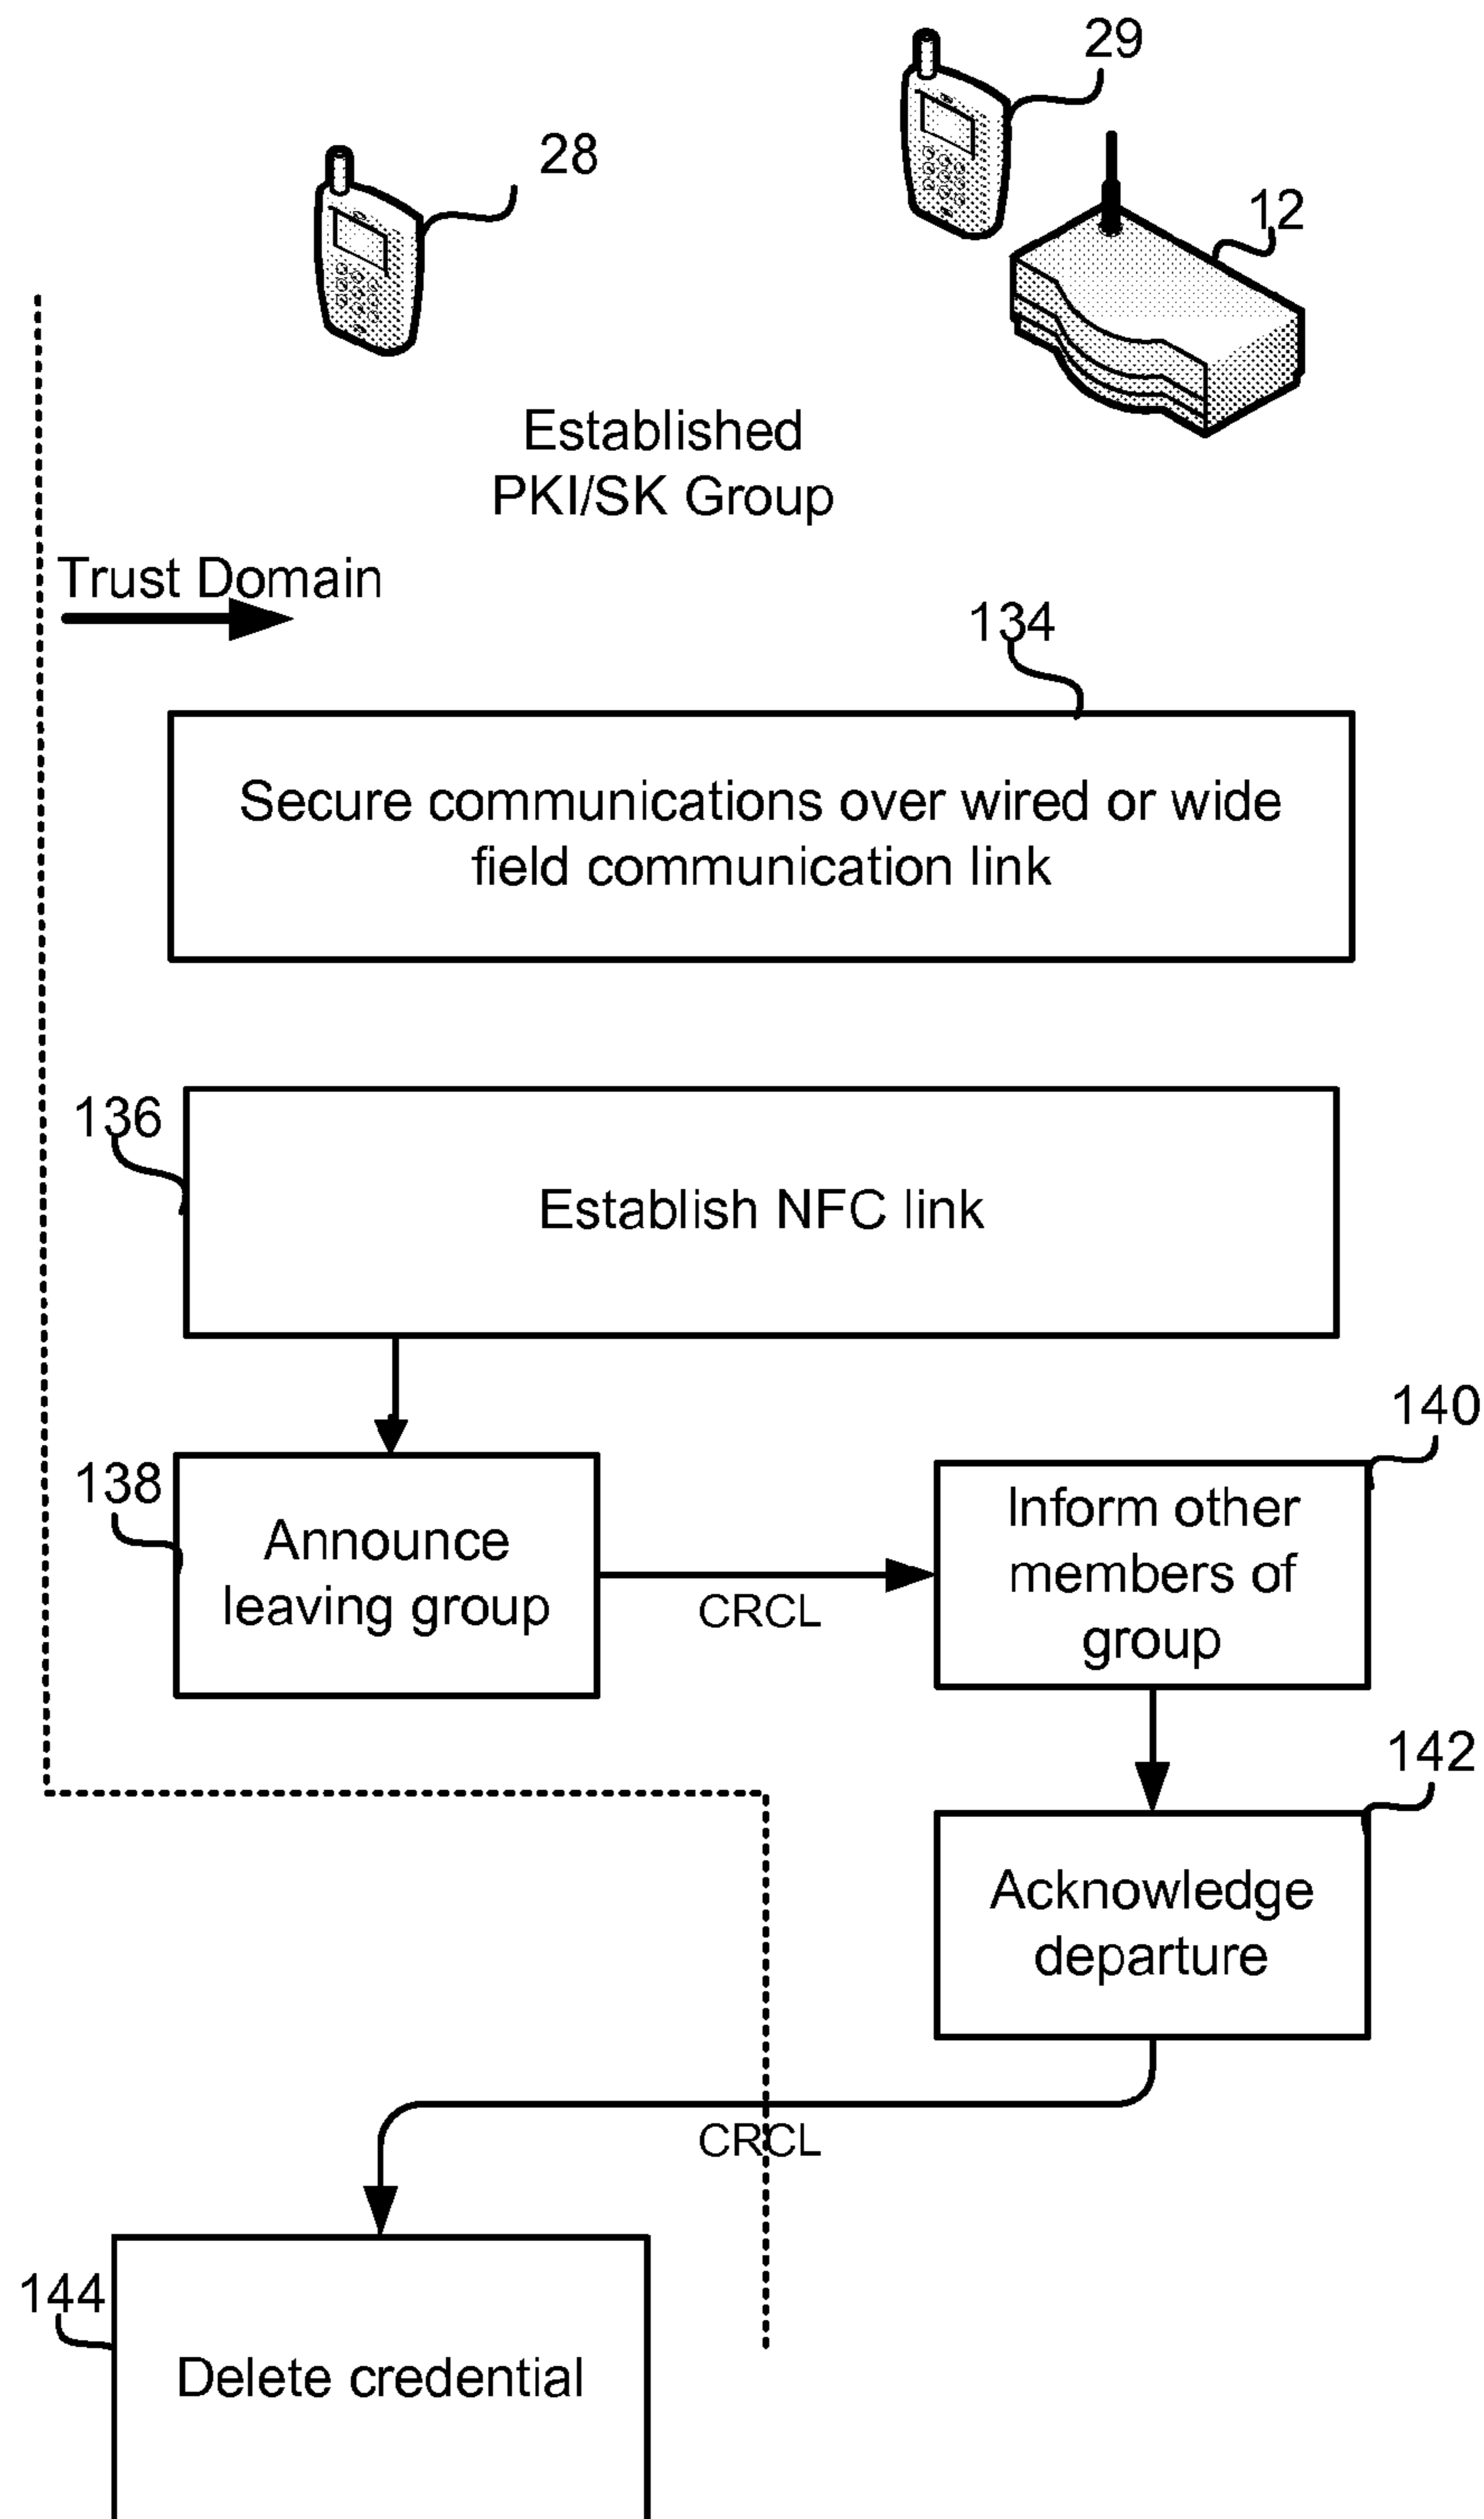 29
28
12
Established
PKI/SK Group
Trust Domain
134
Secure communications over wired or wide
field communication link
136
Establish NFC link
140
138
Inform other
members of
group
Announce
leaving group
CRCL
142
Acknowledge
departure
CRCL
144
Delete credential